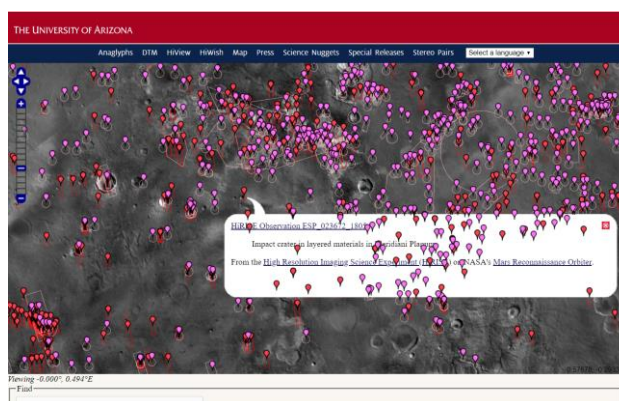 THE UNIVERSITY OF ARIZONA
Anaglyphs DTM HiView HiWish Map Press Science Nuggets Special Releases Stereo Pairs Select a language
HiRISE Observation ESP_023672_180
Impact crater in layered materials in Meridiani Planum
From the High Resolution Imaging Science Experiment (HiRISE) on NASA's Mars Reconnaissance Orbiter.
Viewing -0.000°, 0.494°E
Find